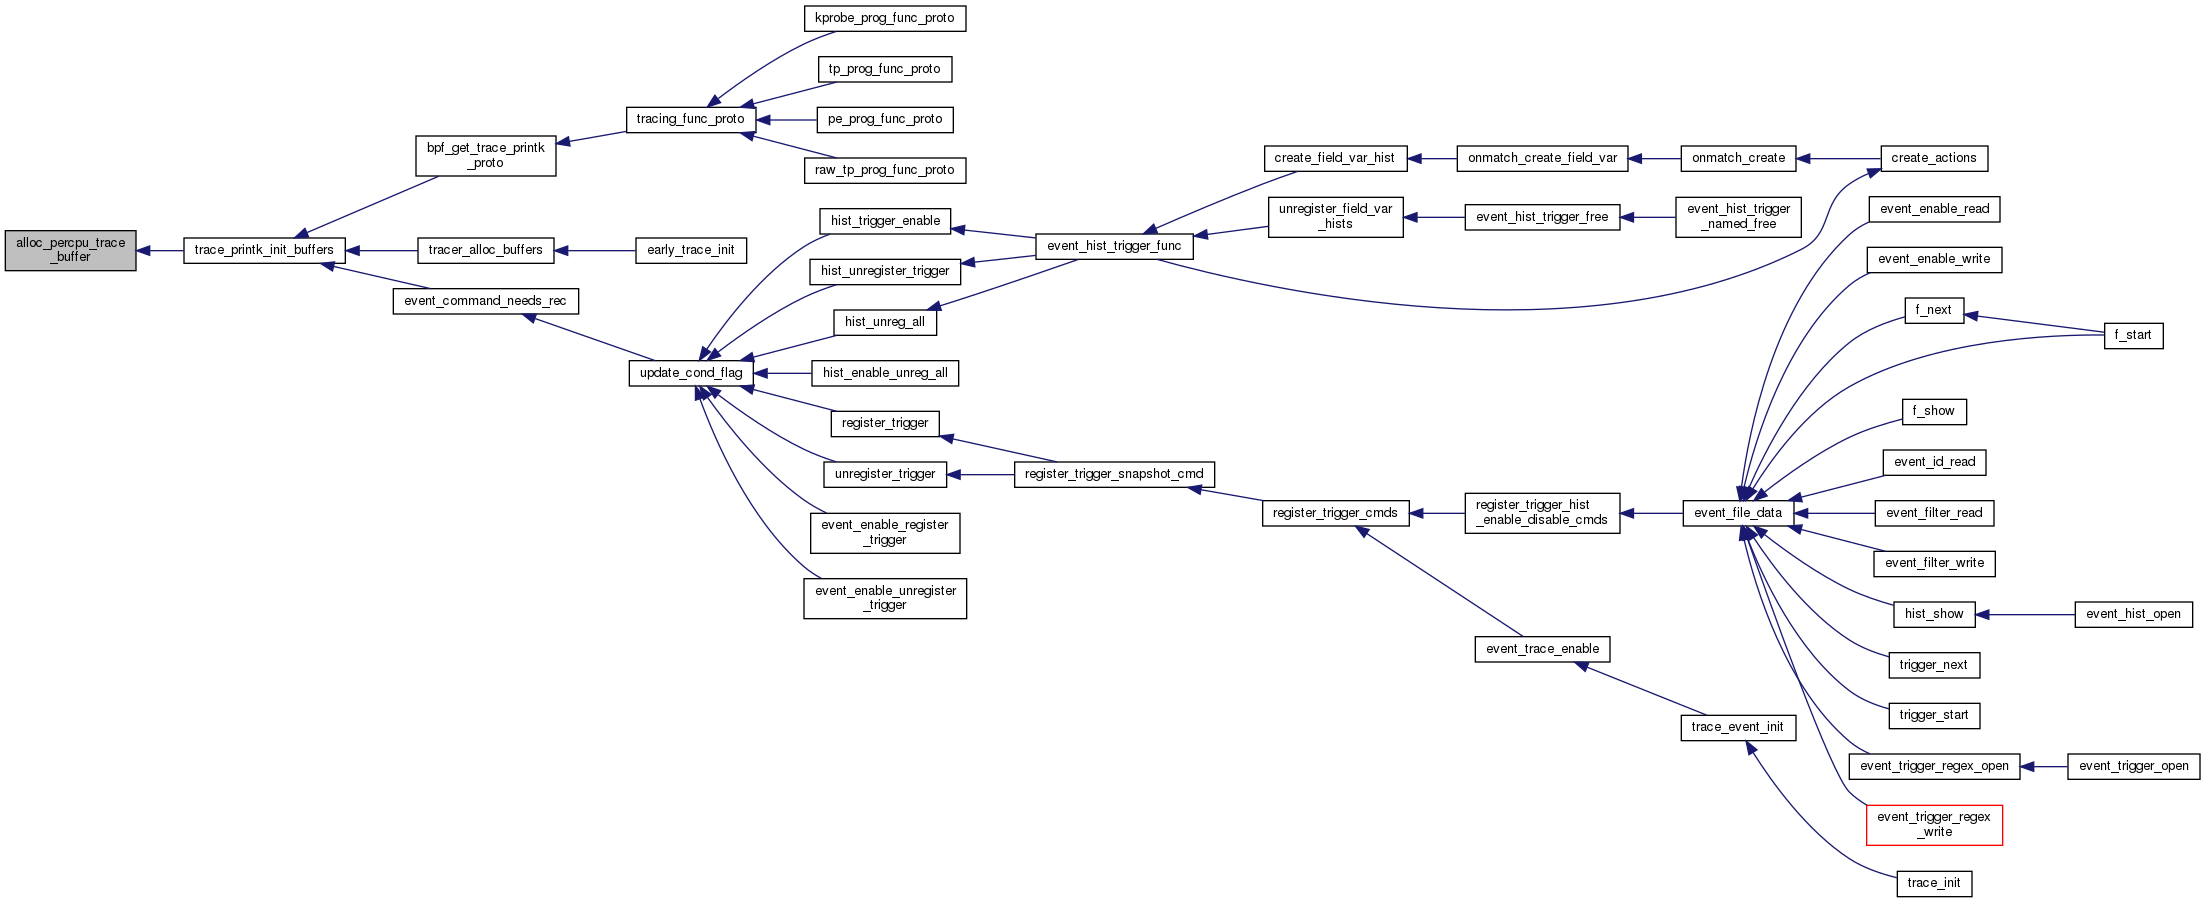 alloc_percpu_trace
_buffer
trace_printk_init_buffers
bpf_get_trace_printk
_proto
tracer_alloc_buffers
event_command_needs_rec
tracing_func_proto
early_trace_init
update_cond_flag
kprobe_prog_func_proto
tp_prog_func_proto
pe_prog_func_proto
raw_tp_prog_func_proto
hist_trigger_enable
hist_unregister_trigger
hist_unreg_all
hist_enable_unreg_all
register_trigger
unregister_trigger
event_enable_register
_trigger
event_enable_unregister
_trigger
event_hist_trigger_func
register_trigger_snapshot_cmd
create_field_var_hist
unregister_field_var
_hists
register_trigger_cmds
onmatch_create_field_var
event_hist_trigger_free
register_trigger_hist
_enable_disable_cmds
event_trace_enable
onmatch_create
event_hist_trigger
_named_free
event_file_data
trace_event_init
create_actions
event_enable_read
event_enable_write
f_next
f_start
f_show
event_id_read
event_filter_read
event_filter_write
hist_show
event_hist_open
trigger_next
trigger_start
event_trigger_regex_open
event_trigger_open
event_trigger_regex
_write
trace_init